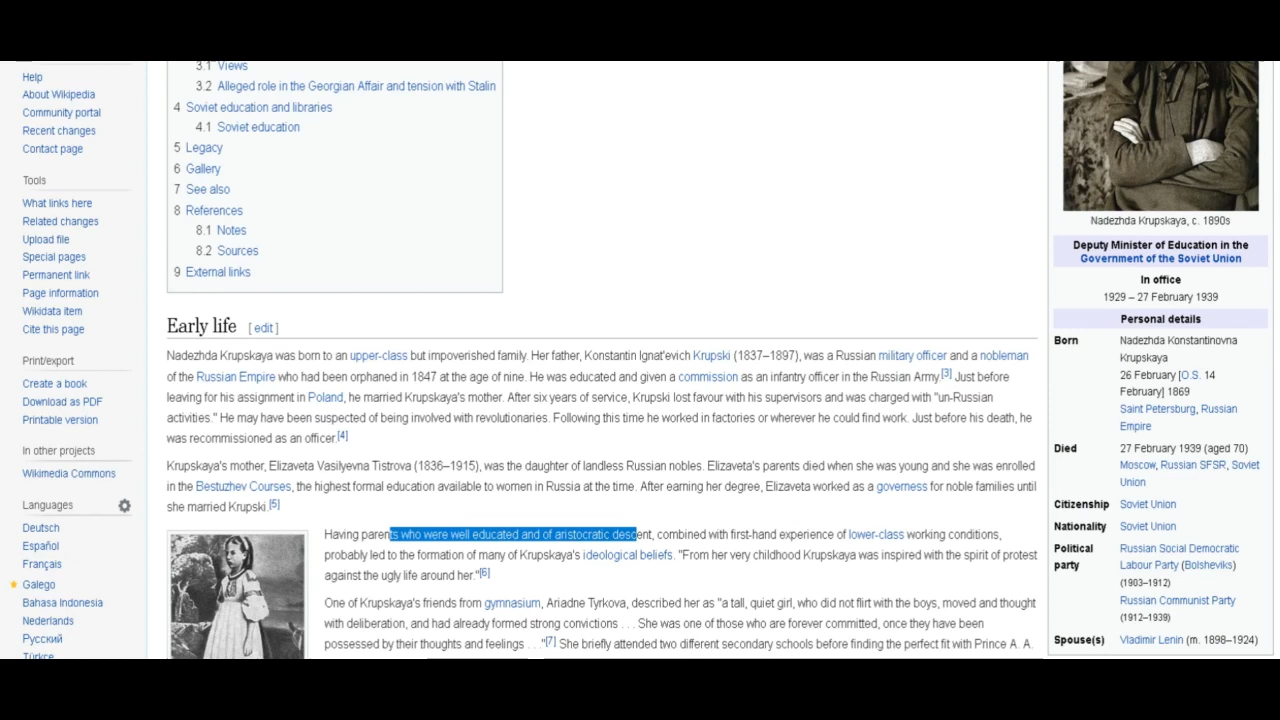 Help
About Wikipedia
Community portal
Recent changes
Contact page
Tools
What links here
Related changes
Upload file
Special pages
Permanent link
Page information
Wikidata item
Cite this page
Print/export
Create a book
Download as PDF
Printable version
In other projects
Wikimedia Commons
Languages
Deutsch
Español
Français
Galego
Bahasa Indonesia
Nederlands
Русский
Türkçe
3.1 Views
3.2 Alleged role in the Georgian Affair and tension with Stalin
4 Soviet education and libraries
4.1 Soviet education
5 Legacy
6 Gallery
7 See also
8 References
8.1 Notes
8.2 Sources
9 External links
Early life [ edit ]
Nadezhda Krupskaya was born to an upper-class but impoverished family. Her father, Konstantin Ignat'evich Krupski (1837–1897), was a Russian military officer and a nobleman
of the Russian Empire who had been orphaned in 1847 at the age of nine. He was educated and given a commission as an infantry officer in the Russian Army.[3] Just before
leaving for his assignment in Poland, he married Krupskaya's mother. After six years of service, Krupski lost favour with his supervisors and was charged with "un-Russian
activities." He may have been suspected of being involved with revolutionaries. Following this time he worked in factories or wherever he could find work. Just before his death, he
was recommissioned as an officer.[4]
Krupskaya's mother, Elizaveta Vasilyevna Tistrova (1836–1915), was the daughter of landless Russian nobles. Elizaveta's parents died when she was young and she was enrolled
in the Bestuzhev Courses, the highest formal education available to women in Russia at the time. After earning her degree, Elizaveta worked as a governess for noble families until
she married Krupski.[5]
Having parents who were well educated and of aristocratic descent, combined with first-hand experience of lower-class working conditions,
probably led to the formation of many of Krupskaya's ideological beliefs. "From her very childhood Krupskaya was inspired with the spirit of protest
against the ugly life around her."[6]
One of Krupskaya's friends from gymnasium, Ariadne Tyrkova, described her as "a tall, quiet girl, who did not flirt with the boys, moved and thought
with deliberation, and had already formed strong convictions . . . She was one of those who are forever committed, once they have been
possessed by their thoughts and feelings . . ."[7] She briefly attended two different secondary schools before finding the perfect fit with Prince A. A.
Nadezhda Krupskaya, c. 1890s
Deputy Minister of Education in the
Government of the Soviet Union
In office
1929 – 27 February 1939
Personal details
Born Nadezhda Konstantinovna
Krupskaya
26 February [O.S. 14
February] 1869
Saint Petersburg, Russian
Empire
Died 27 February 1939 (aged 70)
Moscow, Russian SFSR, Soviet
Union
Citizenship Soviet Union
Nationality Soviet Union
Political Russian Social Democratic
party Labour Party (Bolsheviks)
(1903–1912)
Russian Communist Party
(1912–1939)
Spouse(s) Vladimir Lenin (m. 1898–1924)